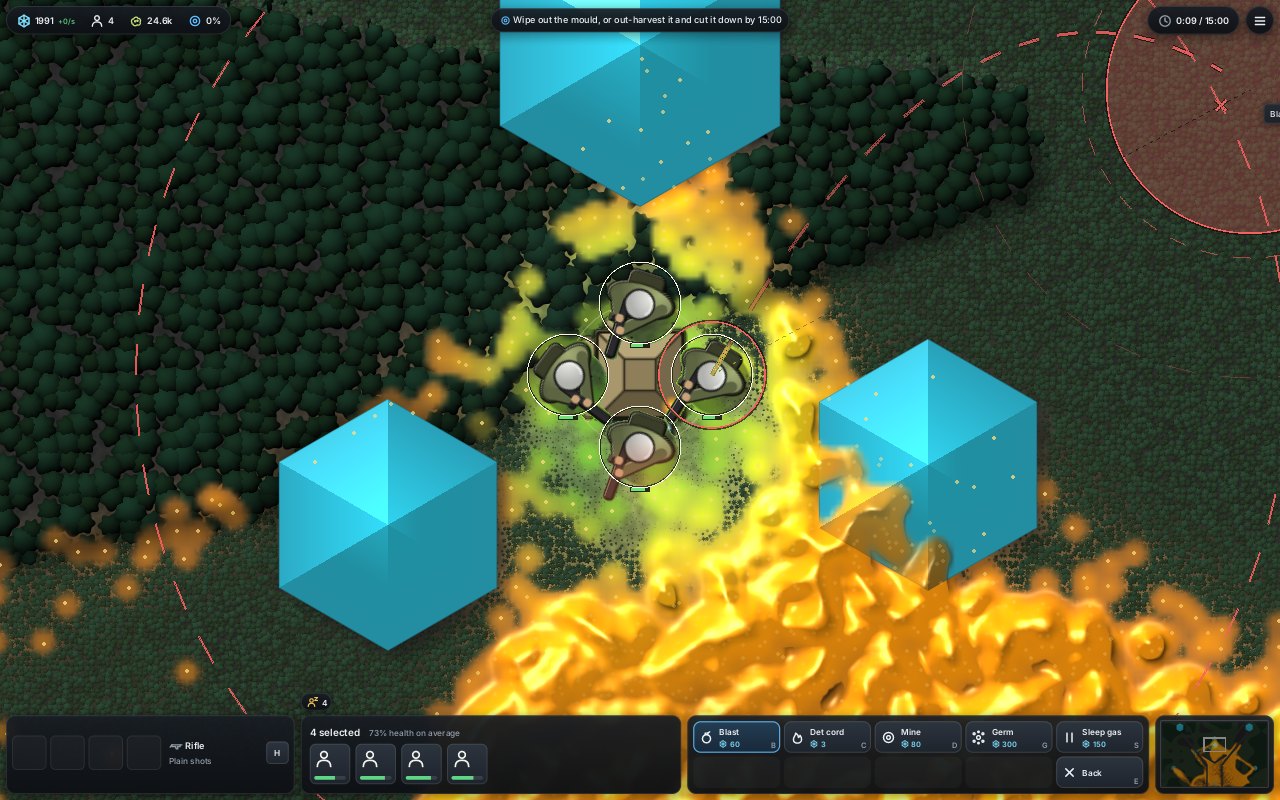 1991 +0/s 4 24.6k 0%
Wipe out the mould, or out-harvest it and cut it down by 15:00
0:09 / 15:00
Bla
4
Rifle
Plain shots
H
4 selected 73% health on average
Blast
60 B
Det cord
3 C
Mine
80 D
Germ
300 G
Sleep gas
150 S
Back
E